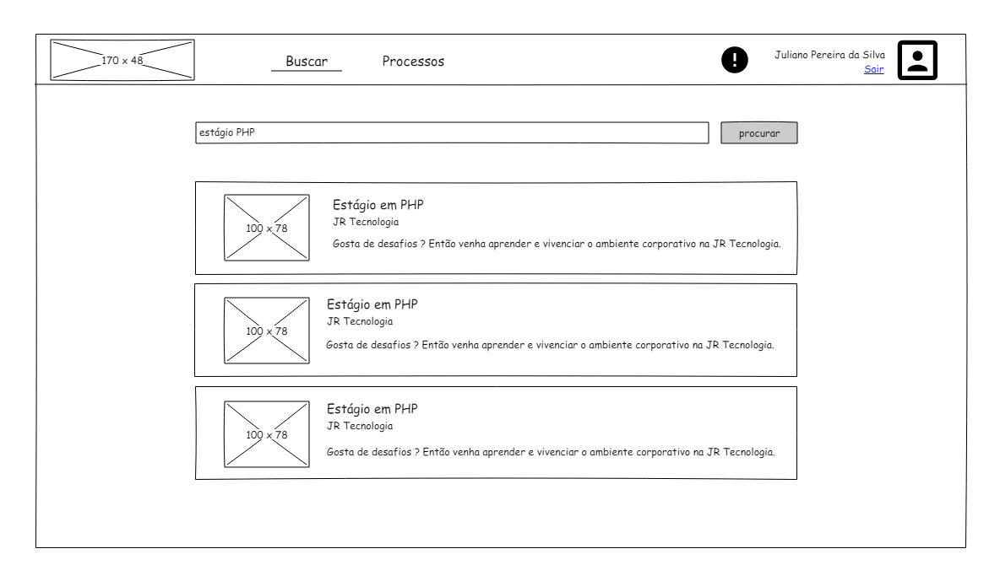 170 x 48
Buscar
Processos
!
Juliano Pereira da Silva
Sair
estágio PHP
procurar
100 x 78
Estágio em PHP
JR Tecnologia
Gosta de desafios ? Então venha aprender e vivenciar o ambiente corporativo na JR Tecnologia.
100 x 78
Estágio em PHP
JR Tecnologia
Gosta de desafios ? Então venha aprender e vivenciar o ambiente corporativo na JR Tecnologia.
100 x 78
Estágio em PHP
JR Tecnologia
Gosta de desafios ? Então venha aprender e vivenciar o ambiente corporativo na JR Tecnologia.